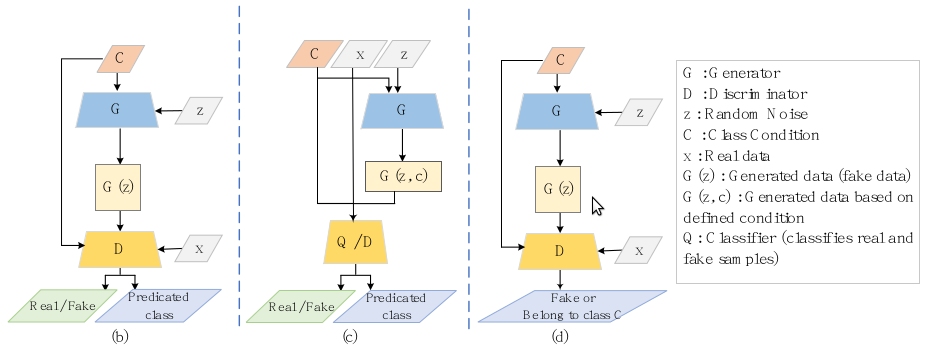 C
G
z
G (z)
D
x
Real/Fake
Predicated
class
(b)
C
x
z
G
G (z, c)
Q /D
Real/Fake
Predicated
class
(c)
C
G
z
G (z)
D
x
Fake or
Belong to class C
(d)
G :Generator
D :Discriminator
z :Random Noise
C :Class Condition
x :Real data
G (z) :Generated data (fake data)
G (z, c) :Generated data based on
defined condition
Q :Classifier (classifies real and
fake samples)